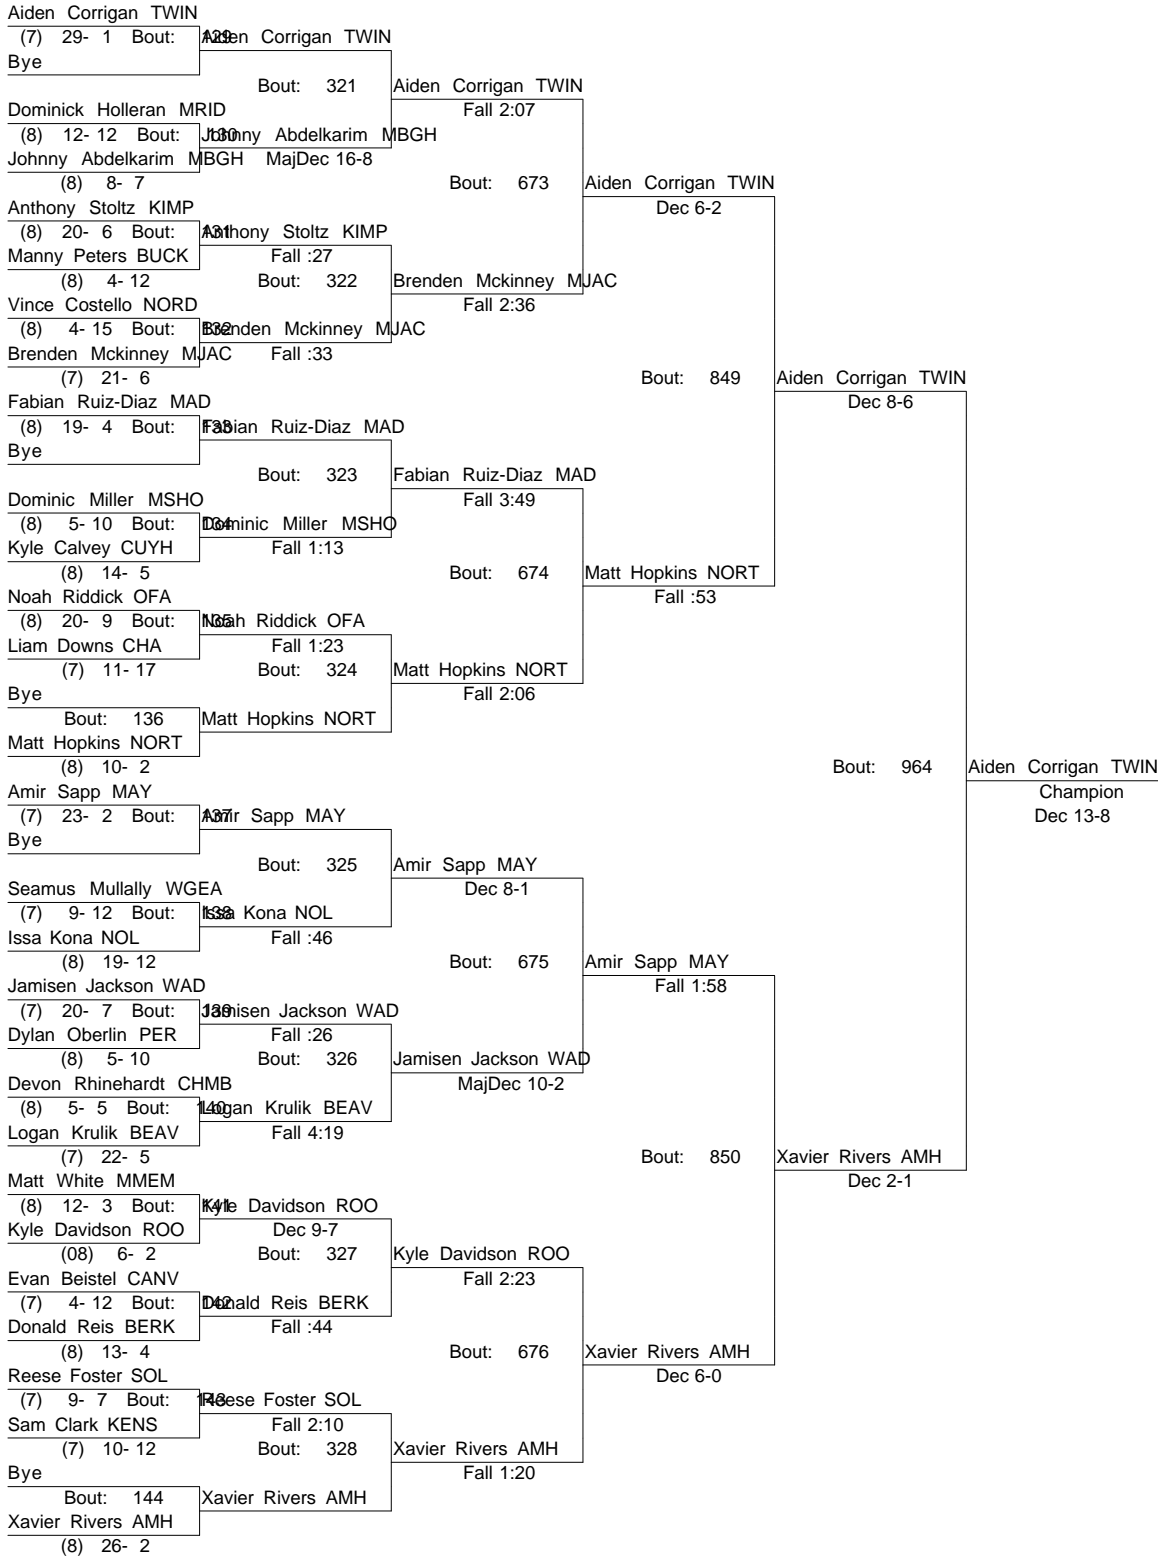 Aiden Corrigan TWIN
(7) 29- 1 Bout: 129 Aiden Corrigan TWIN
Bye
Bout: 321 Aiden Corrigan TWIN
Dominick Holleran MRID Fall 2:07
(8) 12- 12 Bout: 130 Johnny Abdelkarim MBGH
Johnny Abdelkarim MBGH MajDec 16-8
(8) 8- 7 Bout: 673 Aiden Corrigan TWIN
Anthony Stoltz KIMP Dec 6-2
(8) 20- 6 Bout: 131 Anthony Stoltz KIMP
Manny Peters BUCK Fall :27
(8) 4- 12 Bout: 322 Brenden Mckinney MJAC
Vince Costello NORD Fall 2:36
(8) 4- 15 Bout: 132 Brenden Mckinney MJAC
Brenden Mckinney MJAC Fall :33
(7) 21- 6 Bout: 849 Aiden Corrigan TWIN
Fabian Ruiz-Diaz MAD Dec 8-6
(8) 19- 4 Bout: 133 Fabian Ruiz-Diaz MAD
Bye
Bout: 323 Fabian Ruiz-Diaz MAD
Dominic Miller MSHO Fall 3:49
(8) 5- 10 Bout: 134 Dominic Miller MSHO
Kyle Calvey CUYH Fall 1:13
(8) 14- 5 Bout: 674 Matt Hopkins NORT
Noah Riddick OFA Fall :53
(8) 20- 9 Bout: 135 Noah Riddick OFA
Liam Downs CHA Fall 1:23
(7) 11- 17 Bout: 324 Matt Hopkins NORT
Bye Fall 2:06
Bout: 136 Matt Hopkins NORT
Matt Hopkins NORT
(8) 10- 2 Bout: 964 Aiden Corrigan TWIN
Amir Sapp MAY Champion
(7) 23- 2 Bout: 137 Amir Sapp MAY Dec 13-8
Bye
Bout: 325 Amir Sapp MAY
Seamus Mullally WGEA Dec 8-1
(7) 9- 12 Bout: 138 Issa Kona NOL
Issa Kona NOL Fall :46
(8) 19- 12 Bout: 675 Amir Sapp MAY
Jamisen Jackson WAD Fall 1:58
(7) 20- 7 Bout: 139 Jamisen Jackson WAD
Dylan Oberlin PER Fall :26
(8) 5- 10 Bout: 326 Jamisen Jackson WAD
Devon Rhinehardt CHMB MajDec 10-2
(8) 5- 5 Bout: 140 Logan Krulik BEAV
Logan Krulik BEAV Fall 4:19
(7) 22- 5 Bout: 850 Xavier Rivers AMH
Matt White MMEM Dec 2-1
(8) 12- 3 Bout: 141 Kyle Davidson ROO
Kyle Davidson ROO Dec 9-7
(08) 6- 2 Bout: 327 Kyle Davidson ROO
Evan Beistel CANV Fall 2:23
(7) 4- 12 Bout: 142 Donald Reis BERK
Donald Reis BERK Fall :44
(8) 13- 4 Bout: 676 Xavier Rivers AMH
Reese Foster SOL Dec 6-0
(7) 9- 7 Bout: 143 Reese Foster SOL
Sam Clark KENS Fall 2:10
(7) 10- 12 Bout: 328 Xavier Rivers AMH
Bye Fall 1:20
Bout: 144 Xavier Rivers AMH
Xavier Rivers AMH
(8) 26- 2